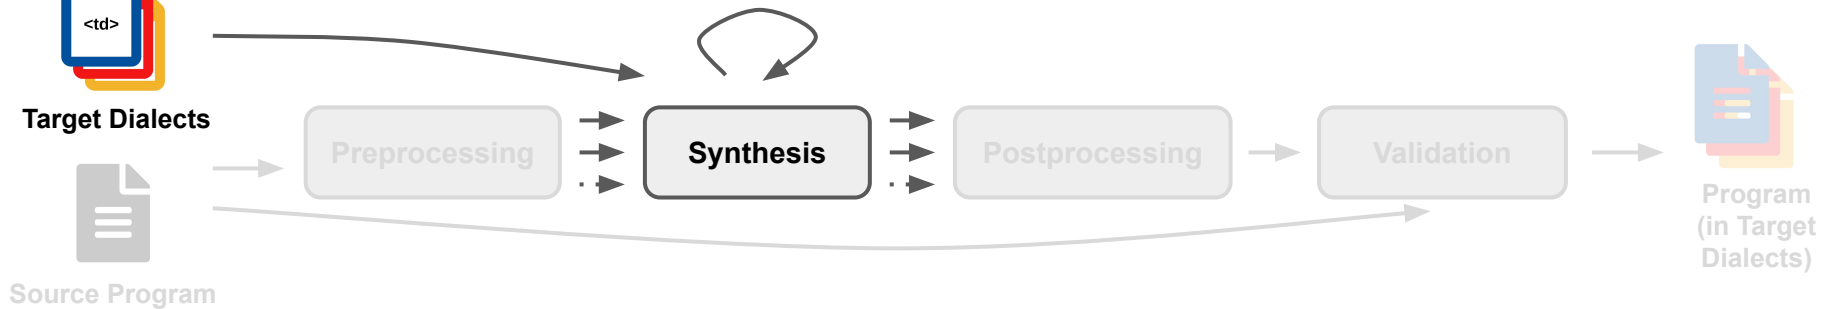 <td>
Target Dialects
Preprocessing
Synthesis
Postprocessing
Validation
Source Program
Program
(in Target
Dialects)